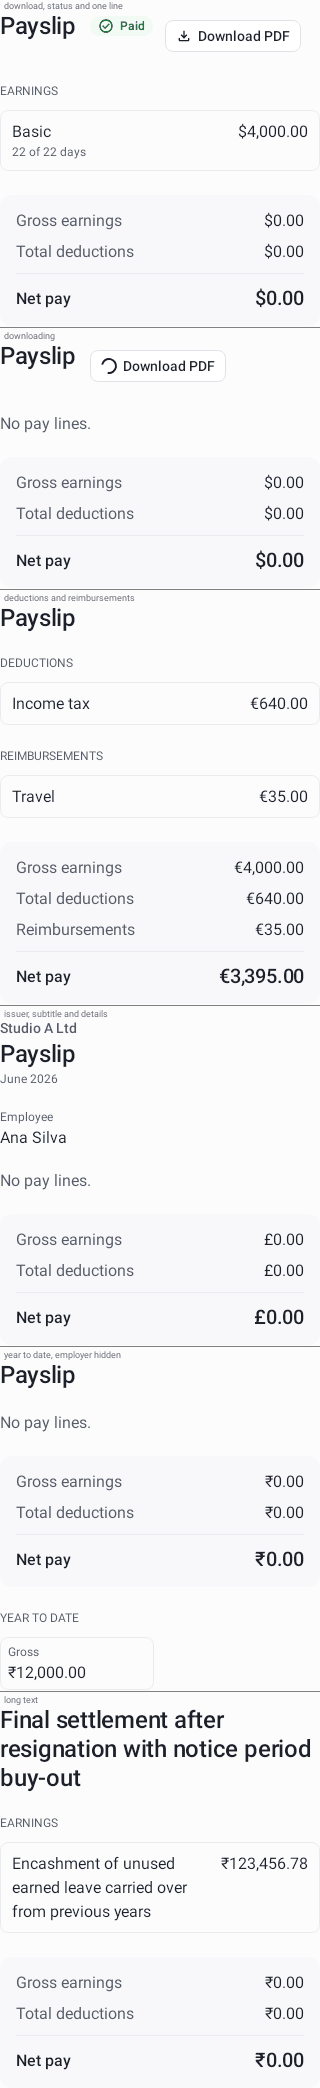 download, status and one line
Payslip Paid Download PDF
EARNINGS
Basic $4,000.00
22 of 22 days
Gross earnings $0.00
Total deductions $0.00
Net pay $0.00
downloading
Payslip Download PDF
No pay lines.
Gross earnings $0.00
Total deductions $0.00
Net pay $0.00
deductions and reimbursements
Payslip
DEDUCTIONS
Income tax €640.00
REIMBURSEMENTS
Travel €35.00
Gross earnings €4,000.00
Total deductions €640.00
Reimbursements €35.00
Net pay €3,395.00
issuer, subtitle and details
Studio A Ltd
Payslip
June 2026
Employee
Ana Silva
No pay lines.
Gross earnings £0.00
Total deductions £0.00
Net pay £0.00
year to date, employer hidden
Payslip
No pay lines.
Gross earnings ₹0.00
Total deductions ₹0.00
Net pay ₹0.00
YEAR TO DATE
Gross
₹12,000.00
long text
Final settlement after
resignation with notice period
buy-out
EARNINGS
Encashment of unused ₹123,456.78
earned leave carried over
from previous years
Gross earnings ₹0.00
Total deductions ₹0.00
Net pay ₹0.00